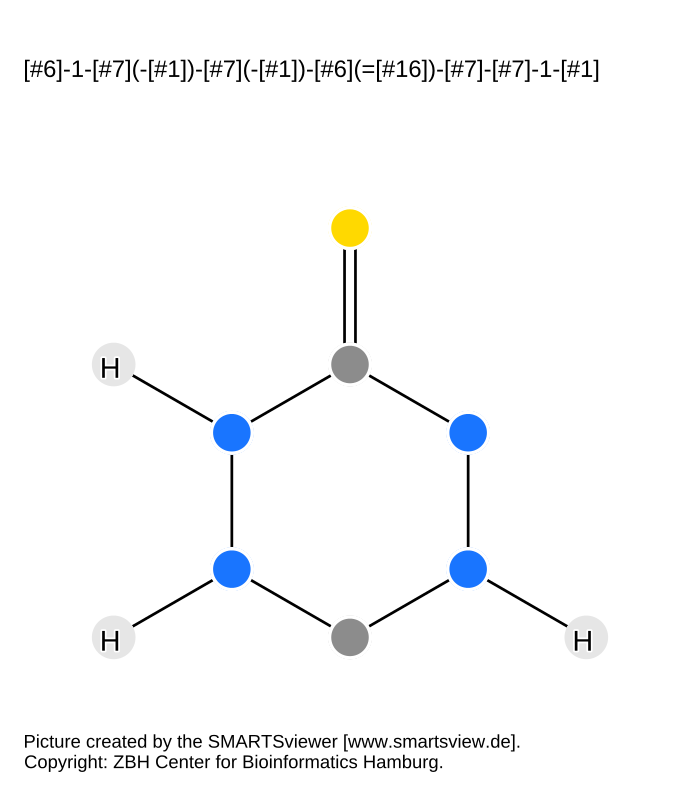 [#6]-1-[#7](-[#1])-[#7](-[#1])-[#6](=[#16])-[#7]-[#7]-1-[#1]
H
H
H
Picture created by the SMARTSviewer [www.smartsview.de].
Copyright: ZBH Center for Bioinformatics Hamburg.